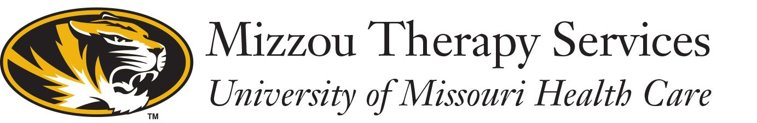 Mizzou Therapy Services
University of Missouri Health Care
TM